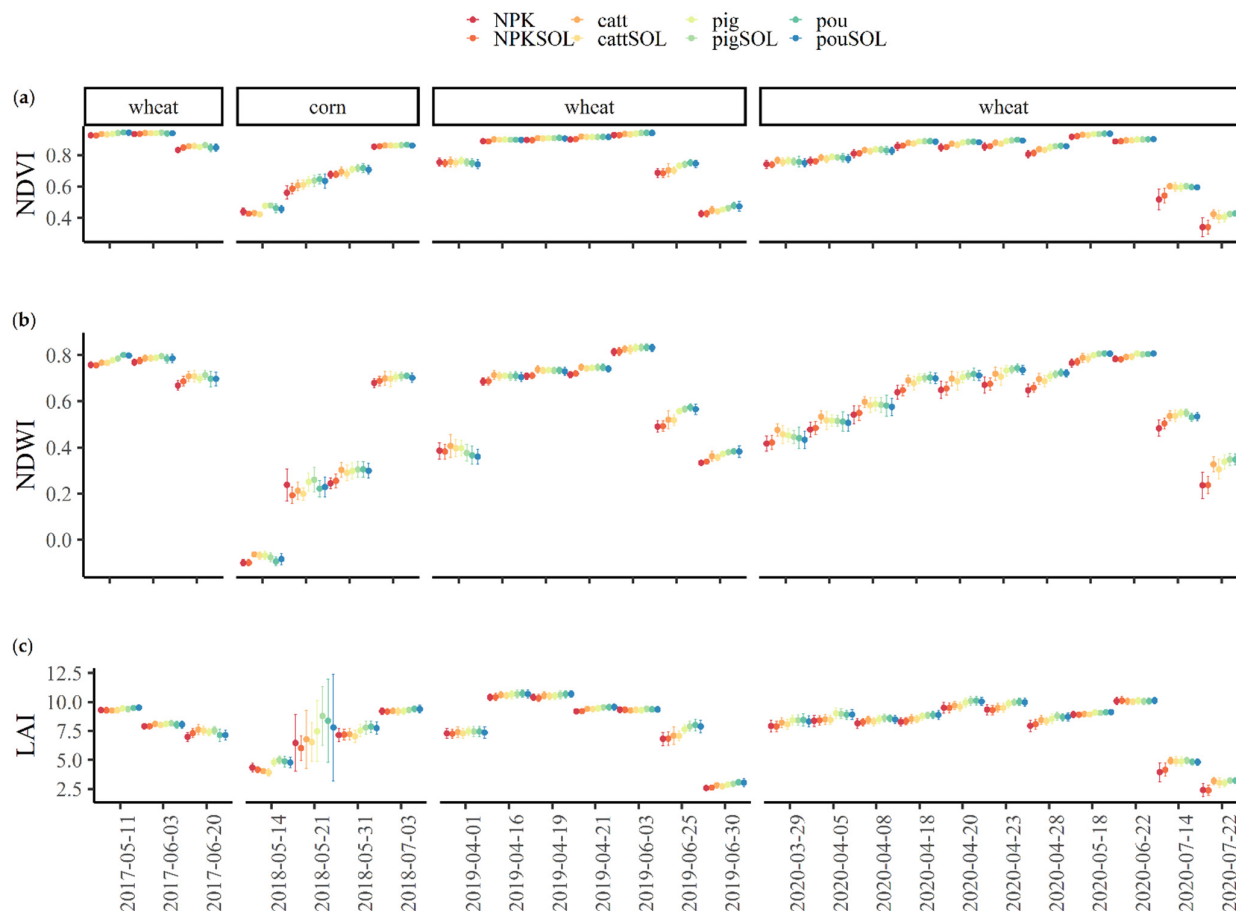 NPK catt pig pou
NPKSOL cattSOL pigSOL pouSOL
(a)
wheat corn wheat wheat
NDVI
0.8
0.6
0.4
(b)
NDWI
0.8
0.6
0.4
0.2
0.0
(c)
LAI
12.5
10.0
7.5
5.0
2.5
2017-05-11 2017-06-03 2017-06-20 2018-05-14 2018-05-21 2018-05-31 2018-07-03 2019-04-01 2019-04-16 2019-04-19 2019-04-21 2019-06-03 2019-06-25 2019-06-30 2020-03-29 2020-04-05 2020-04-08 2020-04-18 2020-04-20 2020-04-23 2020-04-28 2020-05-18 2020-06-22 2020-07-14 2020-07-22